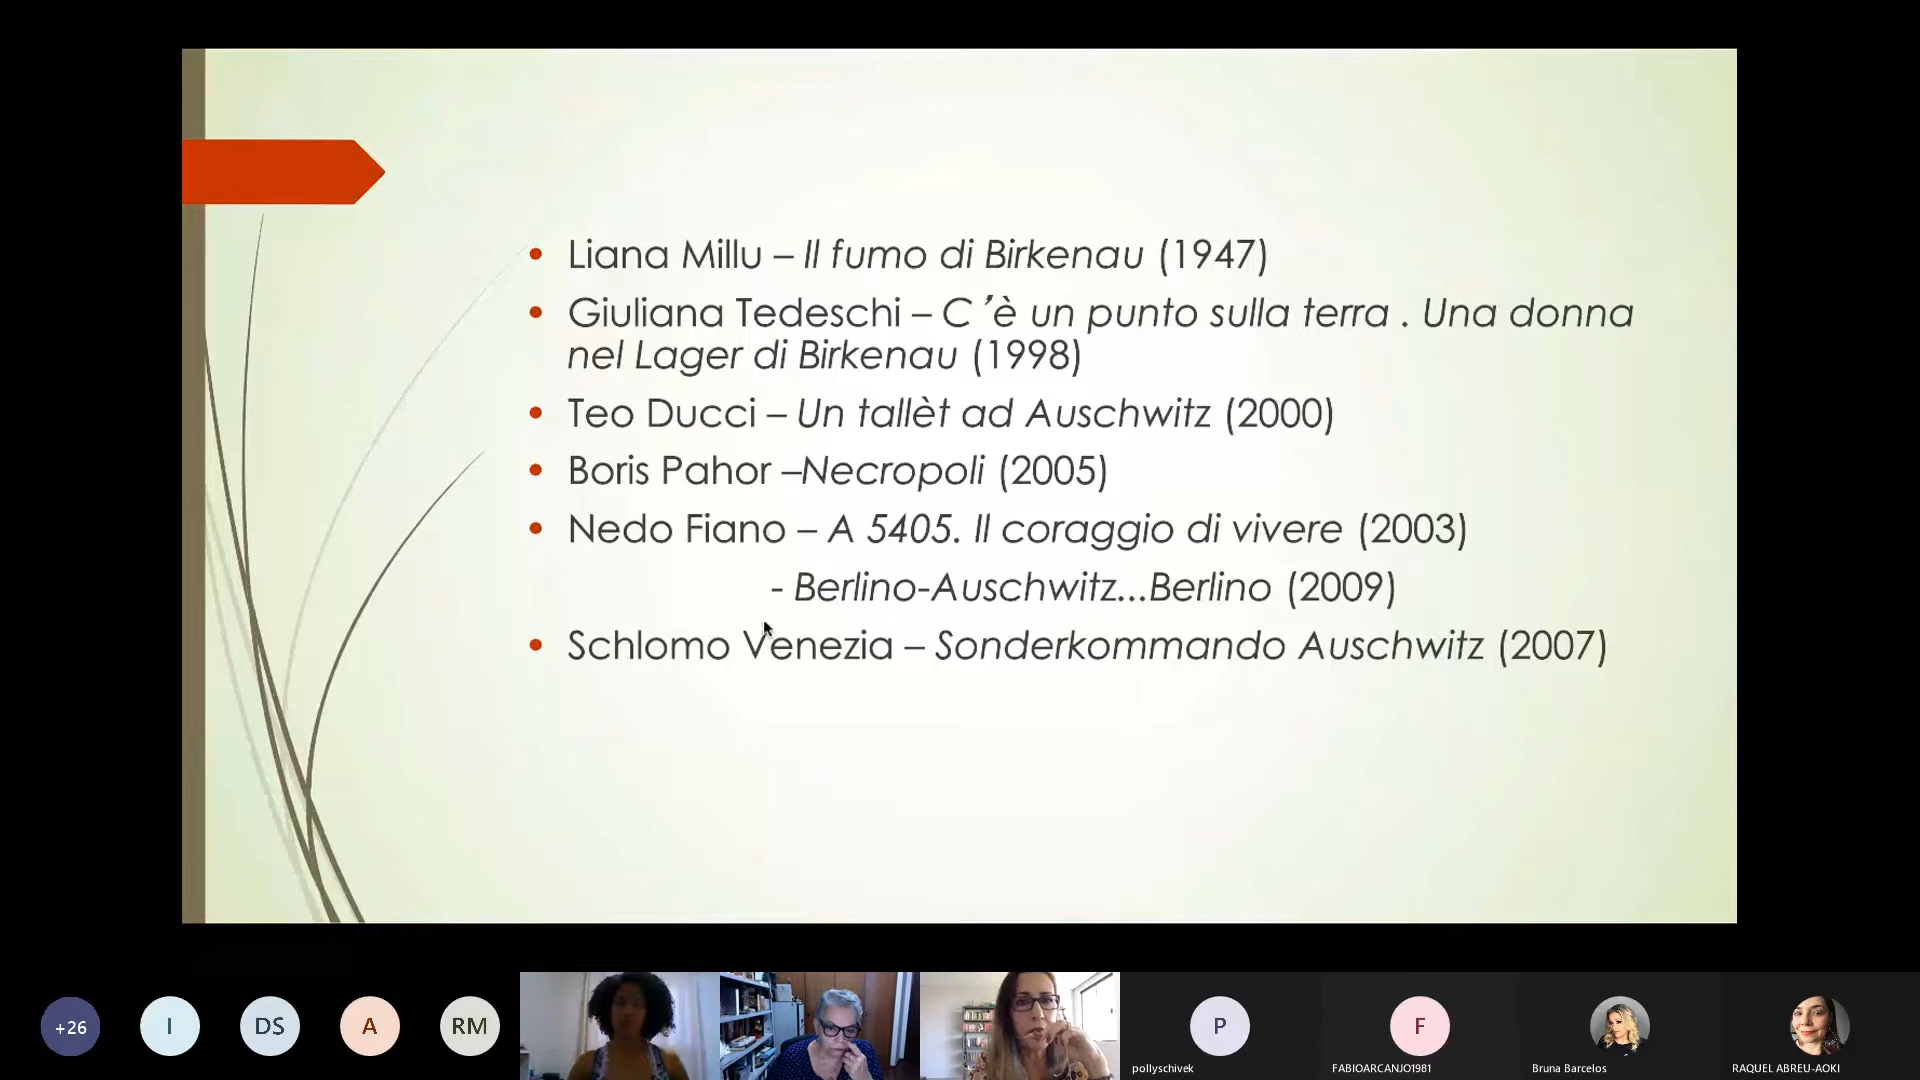 Liana Millu – Il fumo di Birkenau (1947)
Giuliana Tedeschi – C ’è un punto sulla terra . Una donna
nel Lager di Birkenau (1998)
Teo Ducci – Un tallèt ad Auschwitz (2000)
Boris Pahor –Necropoli (2005)
Nedo Fiano – A 5405. Il coraggio di vivere (2003)
- Berlino-Auschwitz...Berlino (2009)
Schlomo Venezia – Sonderkommando Auschwitz (2007)
+26 I DS A RM P F
pollyschivek FABIOARCANJO1981 Bruna Barcelos RAQUEL ABREU-AOKI